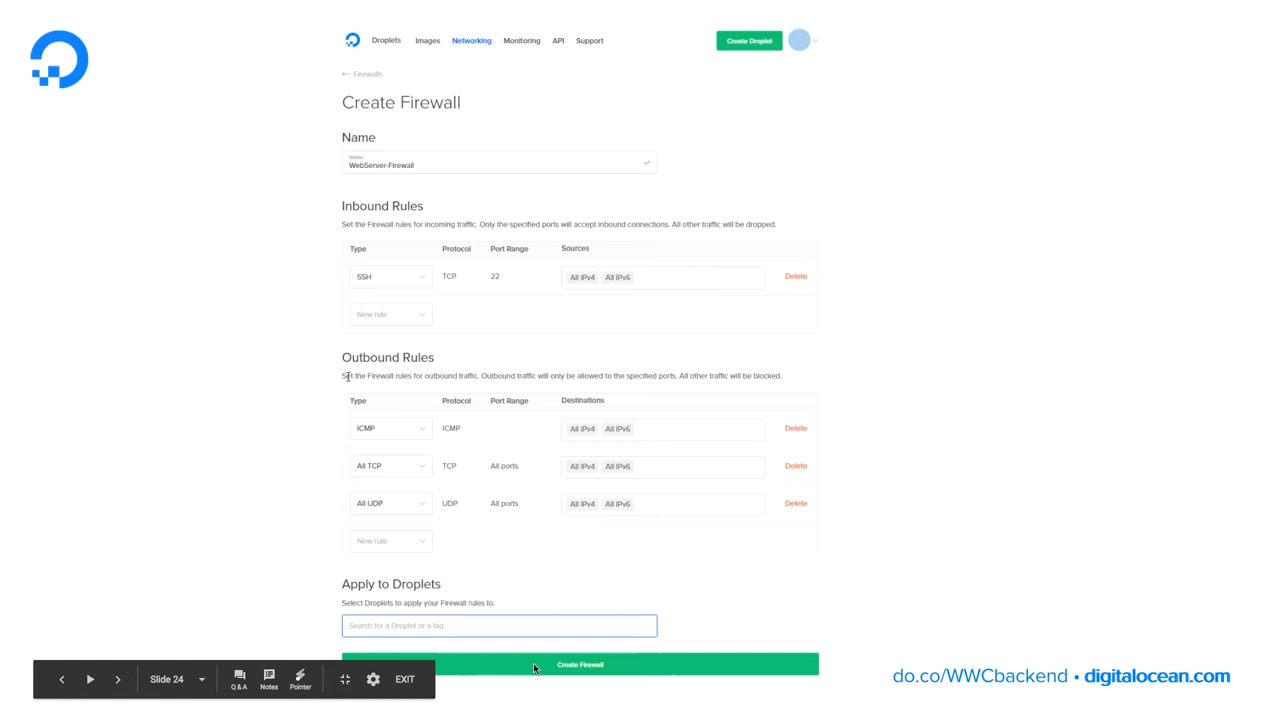 Droplets Images Networking Monitoring API Support Create Droplet
← Firewalls
Create Firewall
Name
Name
WebServer-Firewall
Inbound Rules
Set the Firewall rules for incoming traffic. Only the specified ports will accept inbound connections. All other traffic will be dropped.
Type Protocol Port Range Sources
SSH TCP 22 All IPv4 All IPv6 Delete
New rule
Outbound Rules
Set the Firewall rules for outbound traffic. Outbound traffic will only be allowed to the specified ports. All other traffic will be blocked.
Type Protocol Port Range Destinations
ICMP ICMP All IPv4 All IPv6 Delete
All TCP TCP All ports All IPv4 All IPv6 Delete
All UDP UDP All ports All IPv4 All IPv6 Delete
New rule
Apply to Droplets
Select Droplets to apply your Firewall rules to.
Search for a Droplet or a tag
Create Firewall
Slide 24 Q & A Notes Pointer EXIT
do.co/WWCbackend • digitalocean.com